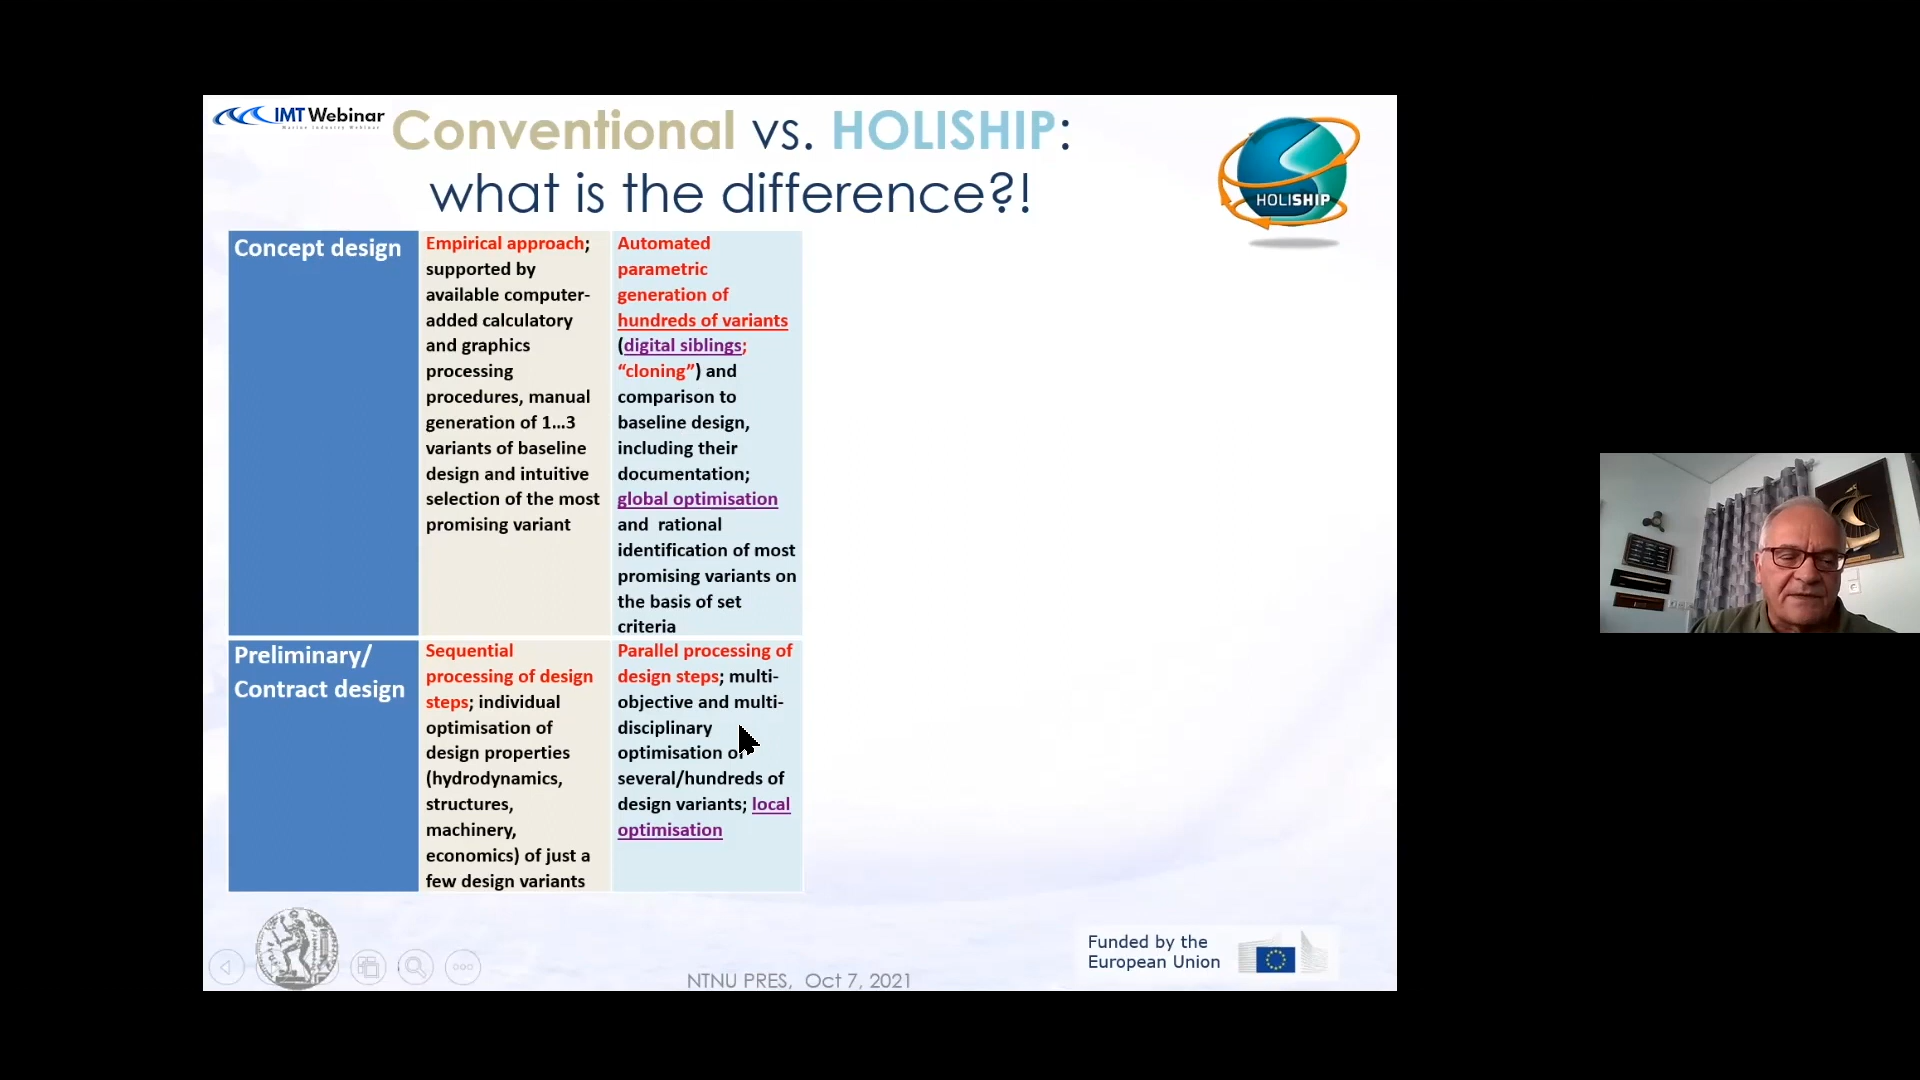 IMT Webinar
Marine Industry Webinar
Conventional vs. HOLISHIP:
what is the difference?!
HOLISHIP
Concept design
Empirical approach;
supported by
available computer-
added calculatory
and graphics
processing
procedures, manual
generation of 1...3
variants of baseline
design and intuitive
selection of the most
promising variant
Automated
parametric
generation of
hundreds of variants
(digital siblings;
“cloning”) and
comparison to
baseline design,
including their
documentation;
global optimisation
and rational
identification of most
promising variants on
the basis of set
criteria
Preliminary/
Contract design
Sequential
processing of design
steps; individual
optimisation of
design properties
(hydrodynamics,
structures,
machinery,
economics) of just a
few design variants
Parallel processing of
design steps; multi-
objective and multi-
disciplinary
optimisation of
several/hundreds of
design variants; local
optimisation
Funded by the
European Union
NTNU PRES, Oct 7, 2021